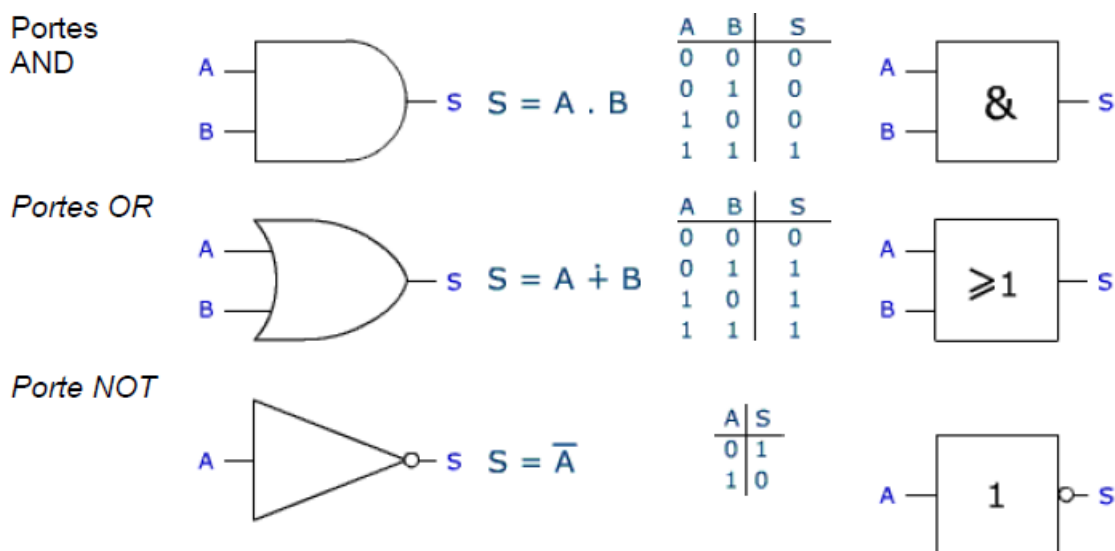 Portes
AND
A
B
S
S = A . B
A B S
0 0 0
0 1 0
1 0 0
1 1 1
A
B
&
S
Portes OR
A
B
S
S = A ∔ B
A B S
0 0 0
0 1 1
1 0 1
1 1 1
A
B
⩾1
S
Porte NOT
A
S
S = A̅
A S
0 1
1 0
A
1
S